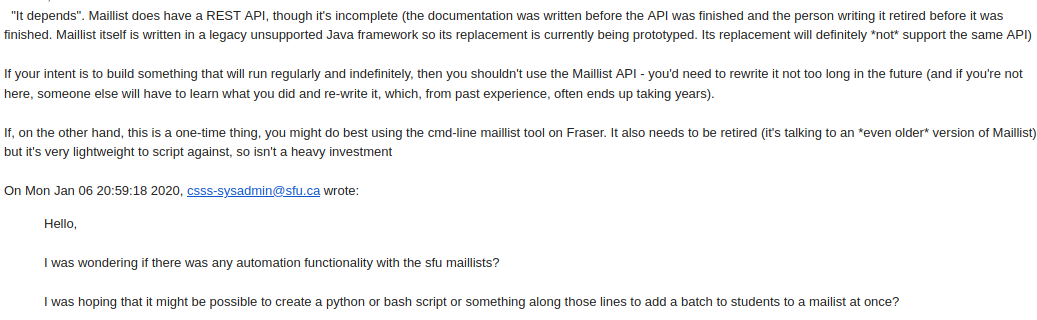 "It depends". Maillist does have a REST API, though it's incomplete (the documentation was written before the API was finished and the person writing it retired before it was
finished. Maillist itself is written in a legacy unsupported Java framework so its replacement is currently being prototyped. Its replacement will definitely *not* support the same API)
If your intent is to build something that will run regularly and indefinitely, then you shouldn't use the Maillist API - you'd need to rewrite it not too long in the future (and if you're not
here, someone else will have to learn what you did and re-write it, which, from past experience, often ends up taking years).
If, on the other hand, this is a one-time thing, you might do best using the cmd-line maillist tool on Fraser. It also needs to be retired (it's talking to an *even older* version of Maillist)
but it's very lightweight to script against, so isn't a heavy investment
On Mon Jan 06 20:59:18 2020, csss-sysadmin@sfu.ca wrote:
Hello,
I was wondering if there was any automation functionality with the sfu maillists?
I was hoping that it might be possible to create a python or bash script or something along those lines to add a batch to students to a mailist at once?